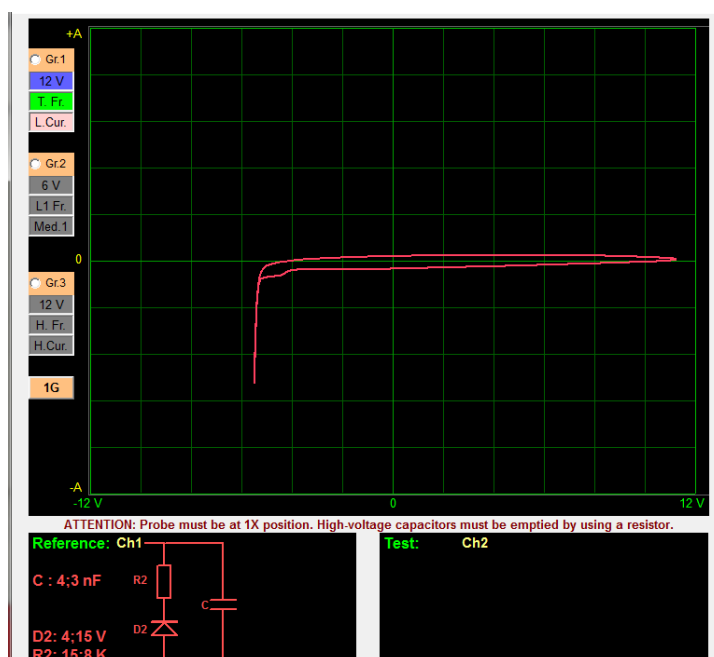 +A
Gr.1
12 V
T. Fr.
L.Cur.
Gr.2
6 V
L1 Fr.
Med.1
0
Gr.3
12 V
H. Fr.
H.Cur.
1G
-A
-12 V 0 12 V
ATTENTION: Probe must be at 1X position. High-voltage capacitors must be emptied by using a resistor.
Reference: Ch1
Test: Ch2
C : 4;3 nF
R2
C
D2
D2: 4;15 V
R2: 15;8 K